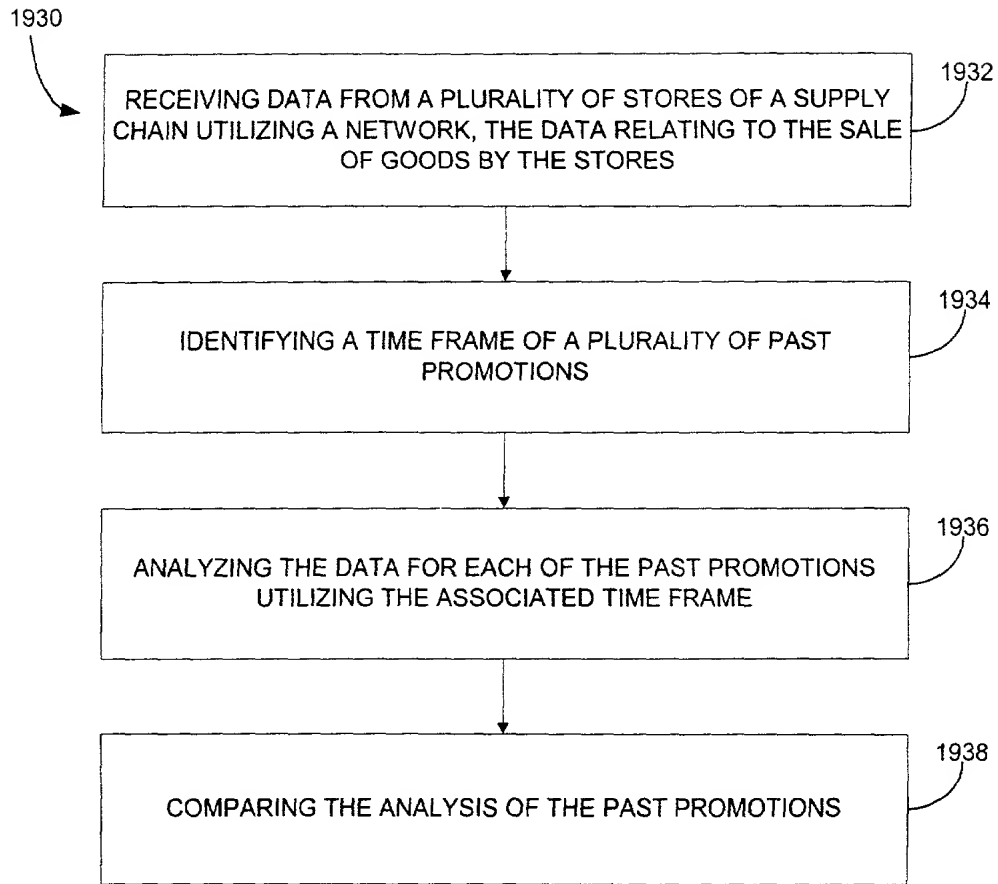 1930
1932
RECEIVING DATA FROM A PLURALITY OF STORES OF A SUPPLY
CHAIN UTILIZING A NETWORK, THE DATA RELATING TO THE SALE
OF GOODS BY THE STORES
1934
IDENTIFYING A TIME FRAME OF A PLURALITY OF PAST
PROMOTIONS
1936
ANALYZING THE DATA FOR EACH OF THE PAST PROMOTIONS
UTILIZING THE ASSOCIATED TIME FRAME
1938
COMPARING THE ANALYSIS OF THE PAST PROMOTIONS